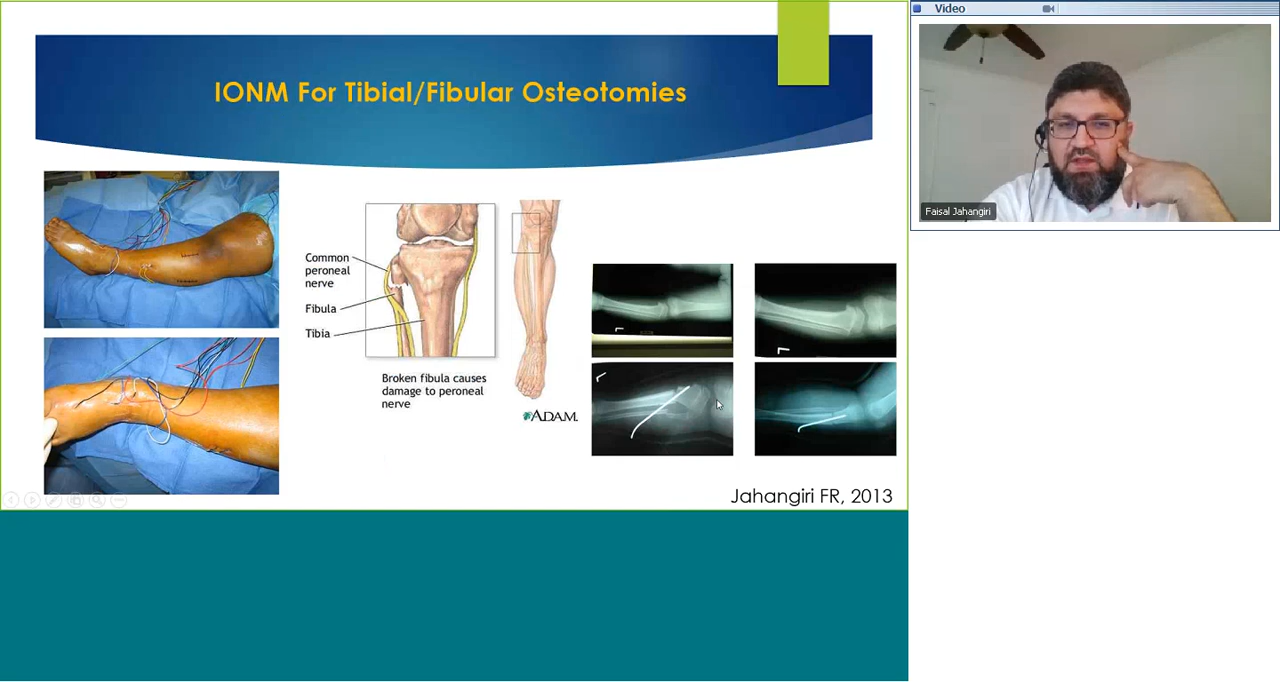 Video
IONM For Tibial/Fibular Osteotomies
Common
peroneal
nerve
Fibula
Tibia
Broken fibula causes
damage to peroneal
nerve
ADAM.
Jahangiri FR, 2013
Faisal Jahangiri